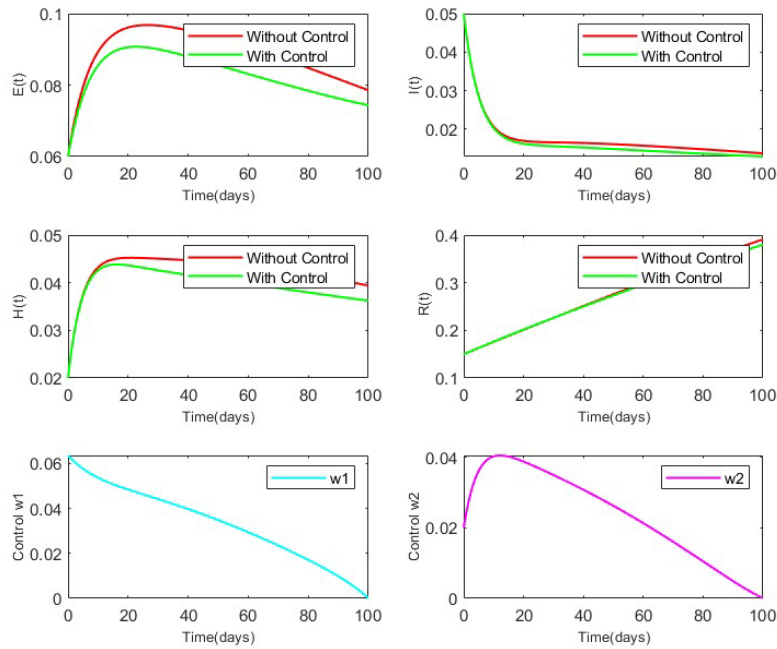 0.1
0.08
0.06
E(t)
Without Control
With Control
0 20 40 60 80 100
Time(days)
0.05
0.04
0.03
0.02
I(t)
Without Control
With Control
0 20 40 60 80 100
Time(days)
0.05
0.04
0.03
0.02
H(t)
Without Control
With Control
0 20 40 60 80 100
Time(days)
0.4
0.3
0.2
0.1
R(t)
Without Control
With Control
0 20 40 60 80 100
Time(days)
0.06
0.04
0.02
0
Control w1
w1
0 20 40 60 80 100
Time(days)
0.04
0.02
0
Control w2
w2
0 20 40 60 80 100
Time(days)